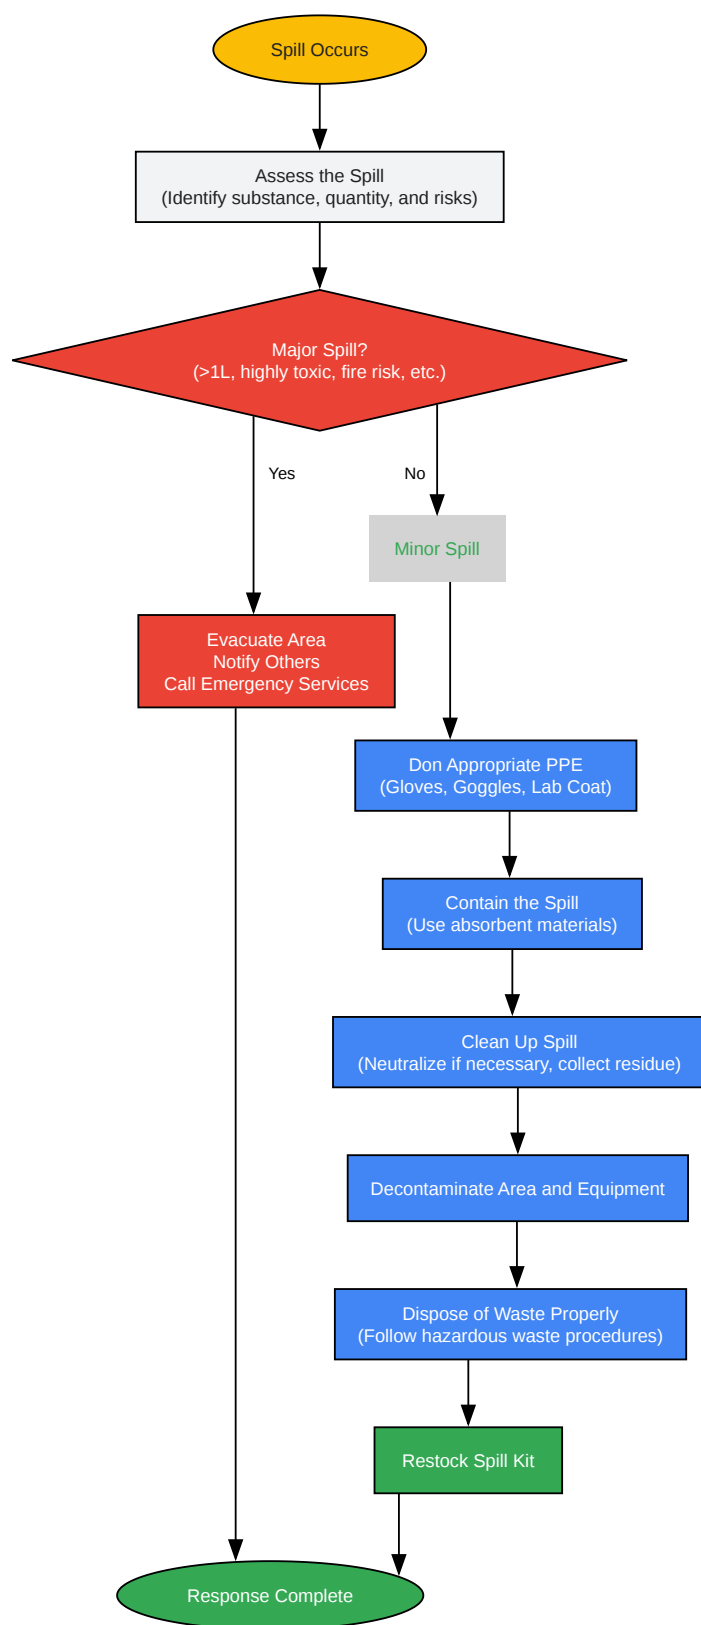 Spill Occurs
Assess the Spill
(Identify substance, quantity, and risks)
Major Spill?
(>1L, highly toxic, fire risk, etc.)
Yes
No
Minor Spill
Evacuate Area
Notify Others
Call Emergency Services
Don Appropriate PPE
(Gloves, Goggles, Lab Coat)
Contain the Spill
(Use absorbent materials)
Clean Up Spill
(Neutralize if necessary, collect residue)
Decontaminate Area and Equipment
Dispose of Waste Properly
(Follow hazardous waste procedures)
Restock Spill Kit
Response Complete